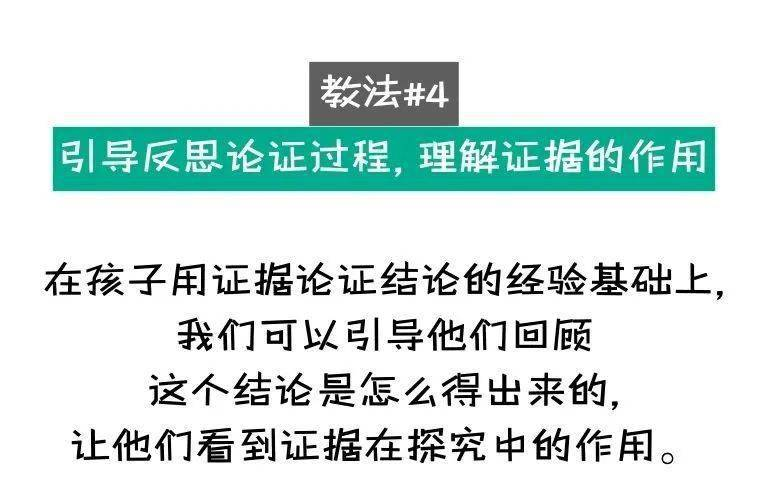 教法#4
引导反思论证过程,理解证据的作用
在孩子用证据论证结论的经验基础上,
我们可以引导他们回顾
这个结论是怎么得出来的,
让他们看到证据在探究中的作用。